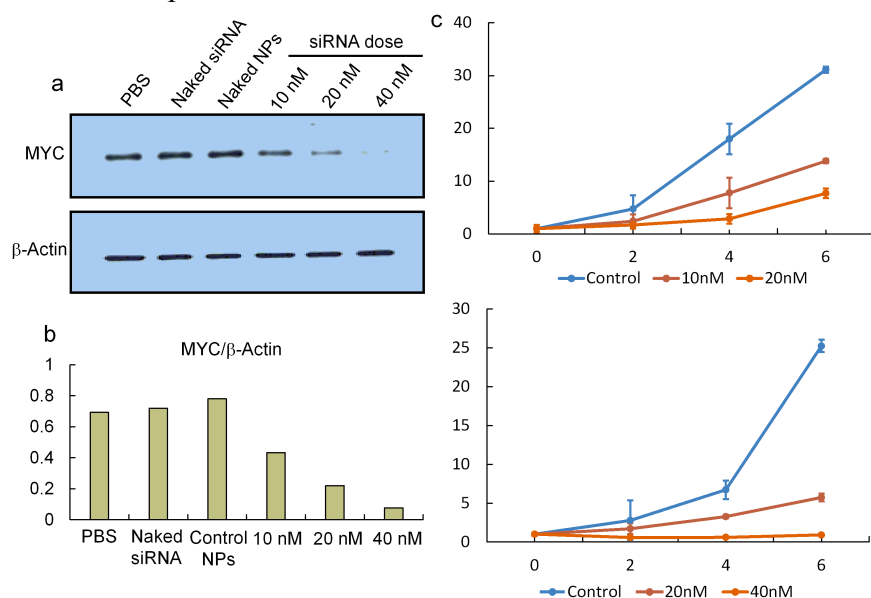 a
siRNA dose
PBS
Naked siRNA
Naked NPs
10 nM
20 nM
40 nM
MYC
β-Actin
b
MYC/β-Actin
1
0.8
0.6
0.4
0.2
0
PBS
Naked siRNA
Control NPs
10 nM
20 nM
40 nM
c
40
30
20
10
0
0 2 4 6
Control 10nM 20nM
30
25
20
15
10
5
0
0 2 4 6
Control 20nM 40nM